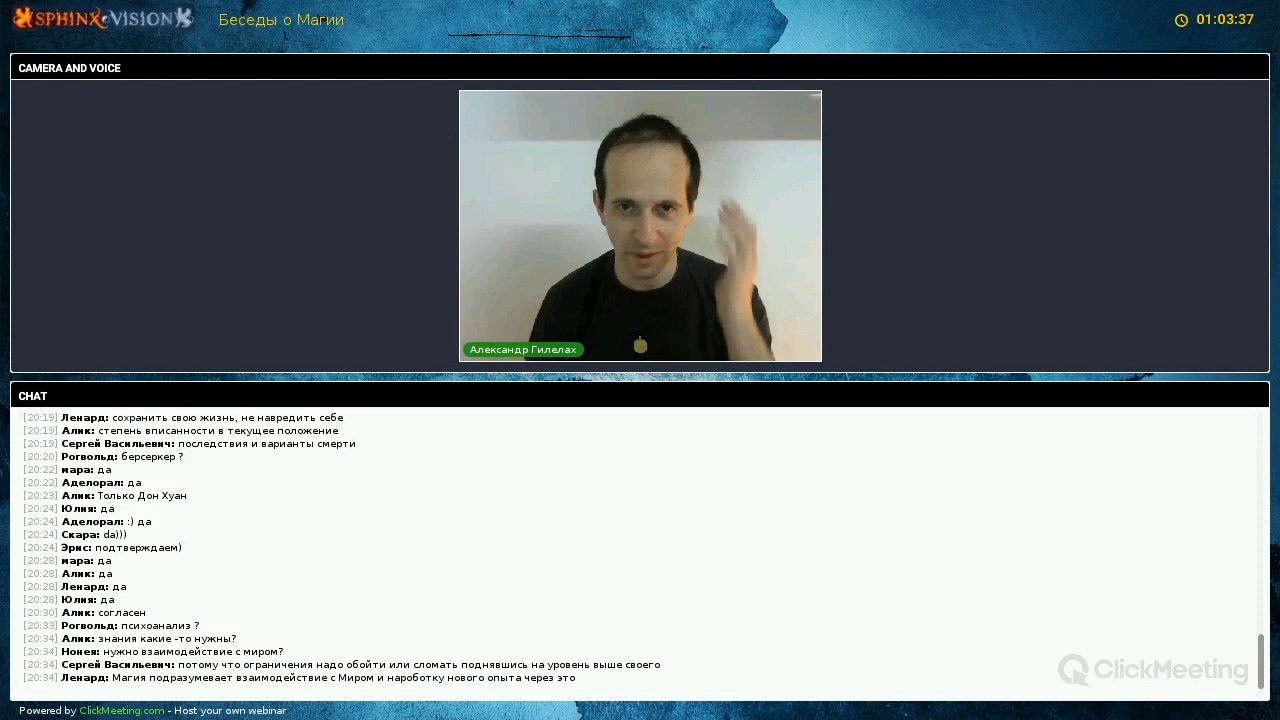 SPHINX VISION Беседы о Магии 01:03:37
CAMERA AND VOICE
Александр Гилелах
CHAT
[20:19] Ленард: сохранить свою жизнь, не навредить себе
[20:19] Алик: степень вписанности в текущее положение
[20:19] Сергей Васильевич: последствия и варианты смерти
[20:20] Рогвольд: берсеркер ?
[20:22] мара: да
[20:22] Аделорал: да
[20:23] Алик: Только Дон Хуан
[20:24] Юлия: да
[20:24] Аделорал: :) да
[20:24] Скара: da)))
[20:24] Эрис: подтверждаем)
[20:28] мара: да
[20:28] Алик: да
[20:28] Ленард: да
[20:28] Юлия: да
[20:30] Алик: согласен
[20:33] Рогвольд: психоанализ ?
[20:34] Алик: знания какие -то нужны?
[20:34] Нонея: нужно взаимодействие с миром?
[20:34] Сергей Васильевич: потому что ограничения надо обойти или сломать поднявшись на уровень выше своего
[20:34] Ленард: Магия подразумевает взаимодействие с Миром и нароботку нового опыта через это
ClickMeeting
Powered by ClickMeeting.com - Host your own webinar